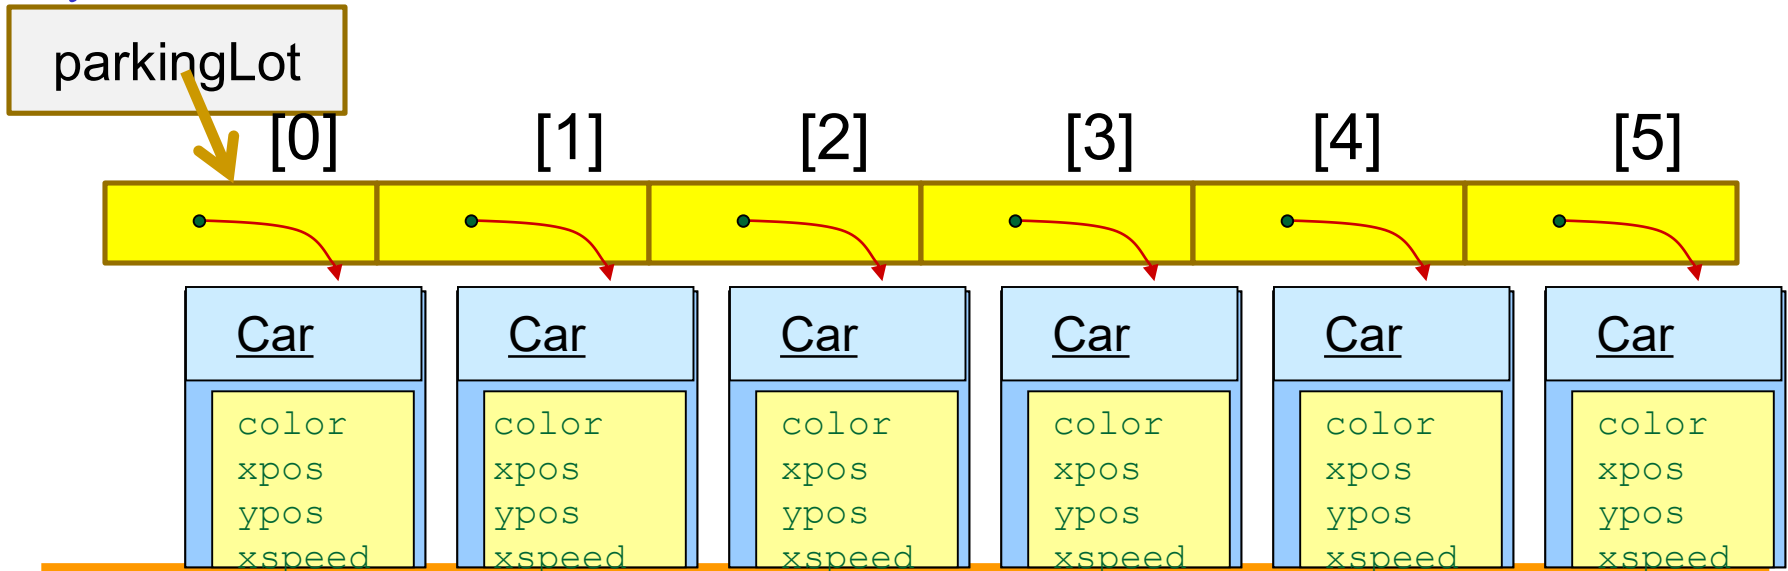 parkingLot
[0] [1] [2] [3] [4] [5]
Car Car Car Car Car Car
color color color color color color
xpos xpos xpos xpos xpos xpos
ypos ypos ypos ypos ypos ypos
xspeed xspeed xspeed xspeed xspeed xspeed